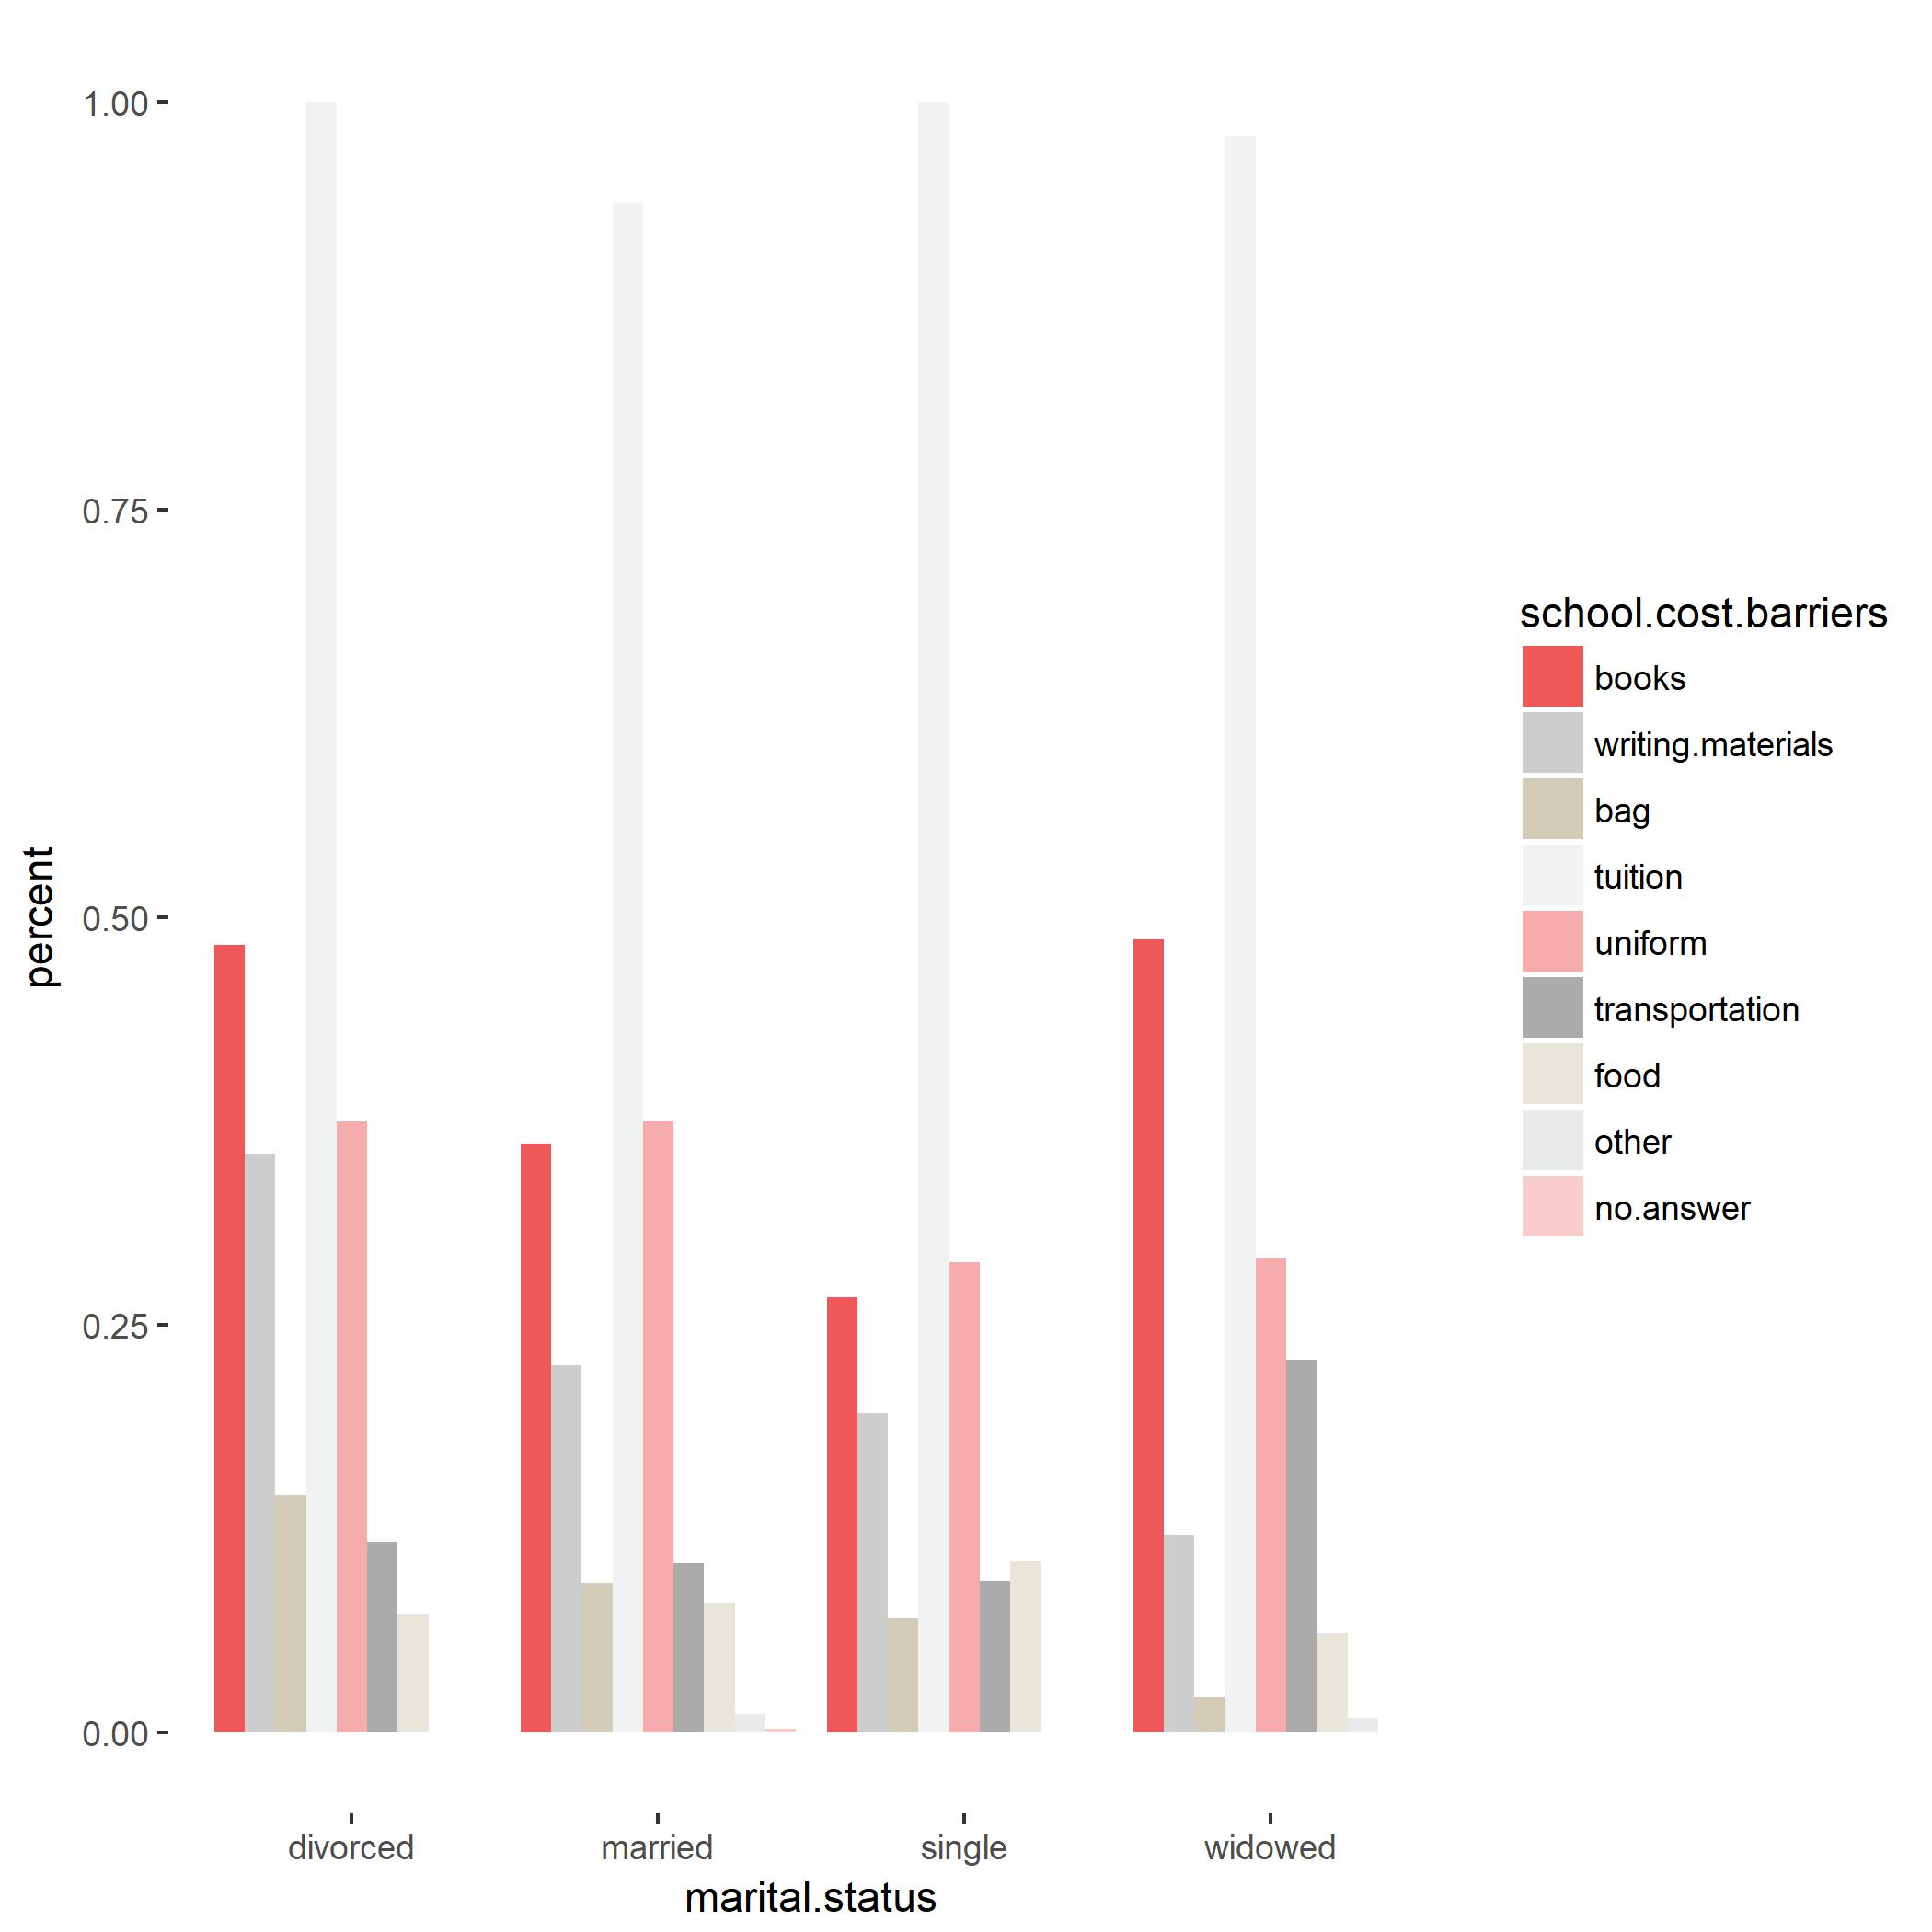 1.00
0.75
0.50
0.25
0.00
percent
divorced
married
single
widowed
marital.status
school.cost.barriers
books
writing.materials
bag
tuition
uniform
transportation
food
other
no.answer